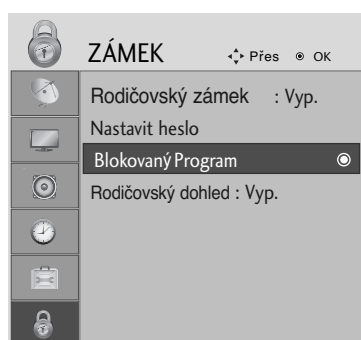 ZÁMEK Přes OK
Rodičovský zámek : Vyp.
Nastavit heslo
Blokovaný Program
Rodičovský dohled : Vyp.